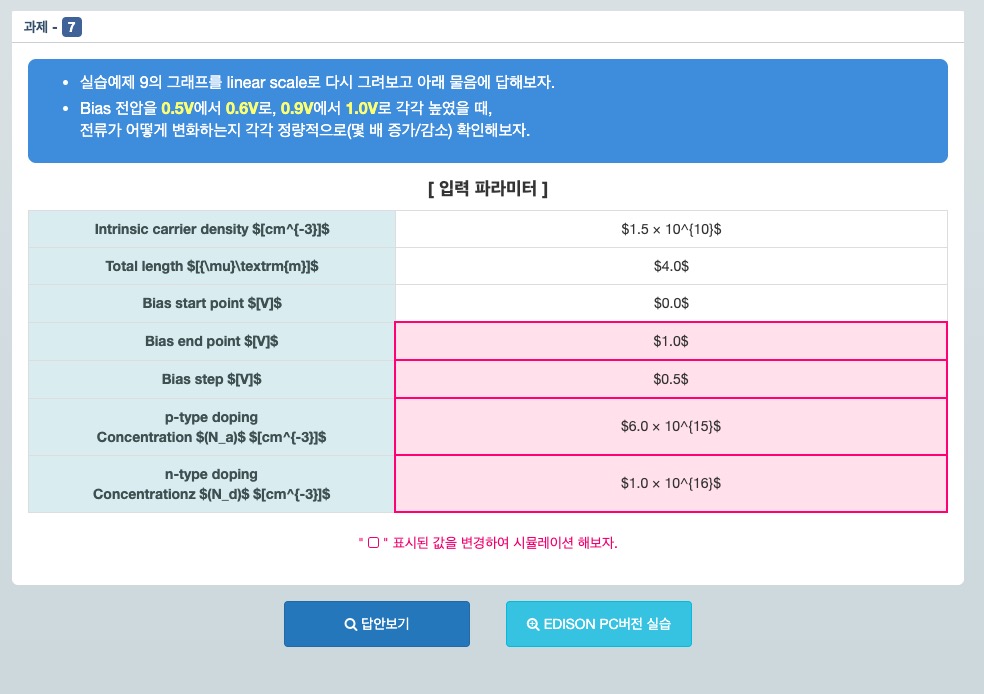 과제 - 7
• 실습예제 9의 그래프를 linear scale로 다시 그려보고 아래 물음에 답해보자.
• Bias 전압을 0.5V에서 0.6V로, 0.9V에서 1.0V로 각각 높였을 때,
전류가 어떻게 변화하는지 각각 정량적으로(몇 배 증가/감소) 확인해보자.
[ 입력 파라미터 ]
Intrinsic carrier density $[cm^{-3}]$ $1.5 × 10^{10}$
Total length $[{\mu}\textrm{m}]$ $4.0$
Bias start point $[V]$ $0.0$
Bias end point $[V]$ $1.0$
Bias step $[V]$ $0.5$
p-type doping
Concentration $(N_a)$ $[cm^{-3}]$ $6.0 × 10^{15}$
n-type doping
Concentrationz $(N_d)$ $[cm^{-3}]$ $1.0 × 10^{16}$
" □ " 표시된 값을 변경하여 시뮬레이션 해보자.
답안보기
EDISON PC버전 실습